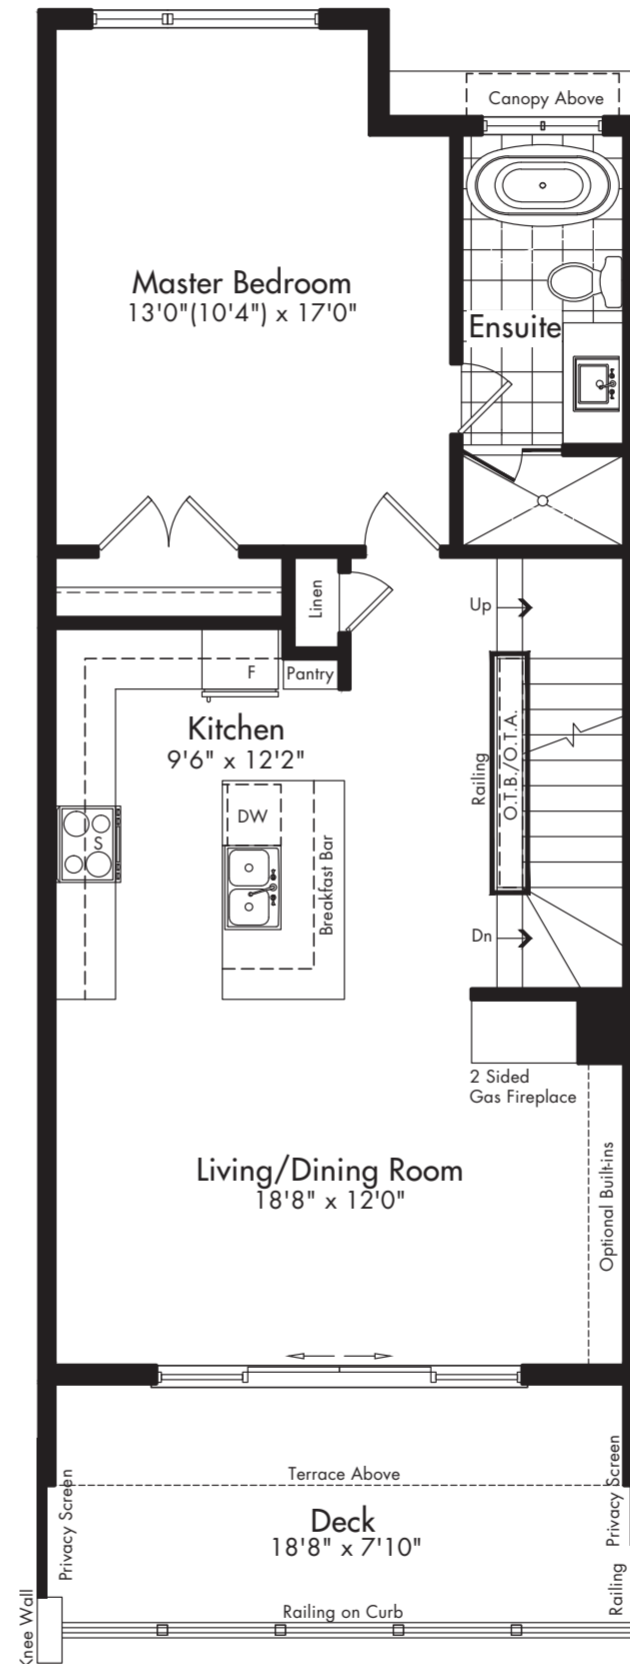 Canopy Above
Master Bedroom
13'0"(10'4") x 17'0"
Ensuite
Linen
Up
F
Pantry
Kitchen
9'6" x 12'2"
Railing
O.T.B./O.T.A.
DW
S
Breakfast Bar
Dn
2 Sided
Gas Fireplace
Living/Dining Room
18'8" x 12'0"
Optional Built-ins
Terrace Above
Privacy Screen
Privacy Screen
Deck
18'8" x 7'10"
Railing
Knee Wall
Railing on Curb